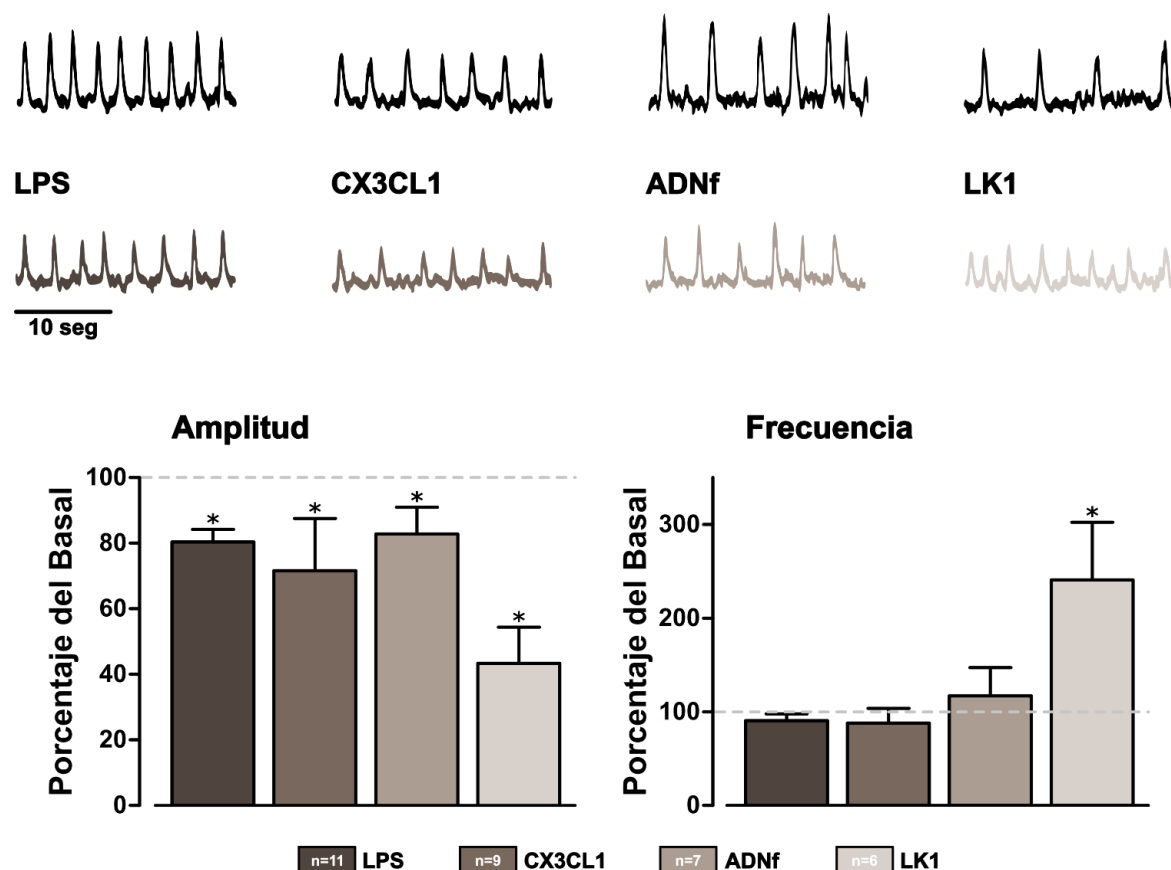 LPS CX3CL1 ADNf LK1
10 seg
Amplitud
Porcentaje del Basal
100
80
60
40
20
0
*
*
*
*
Frecuencia
Porcentaje del Basal
300
200
100
0
*
n=11 LPS n=9 CX3CL1 n=7 ADNf n=6 LK1